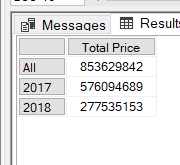 Messages Results
Total Price
All 853629842
2017 576094689
2018 277535153